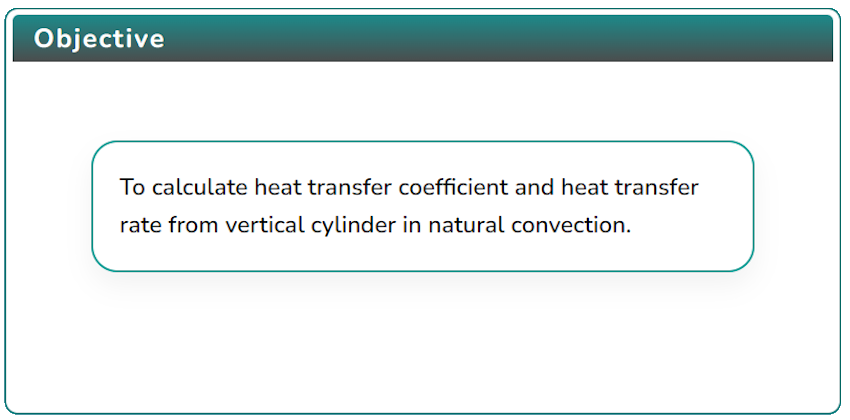 Objective
To calculate heat transfer coefficient and heat transfer
rate from vertical cylinder in natural convection.